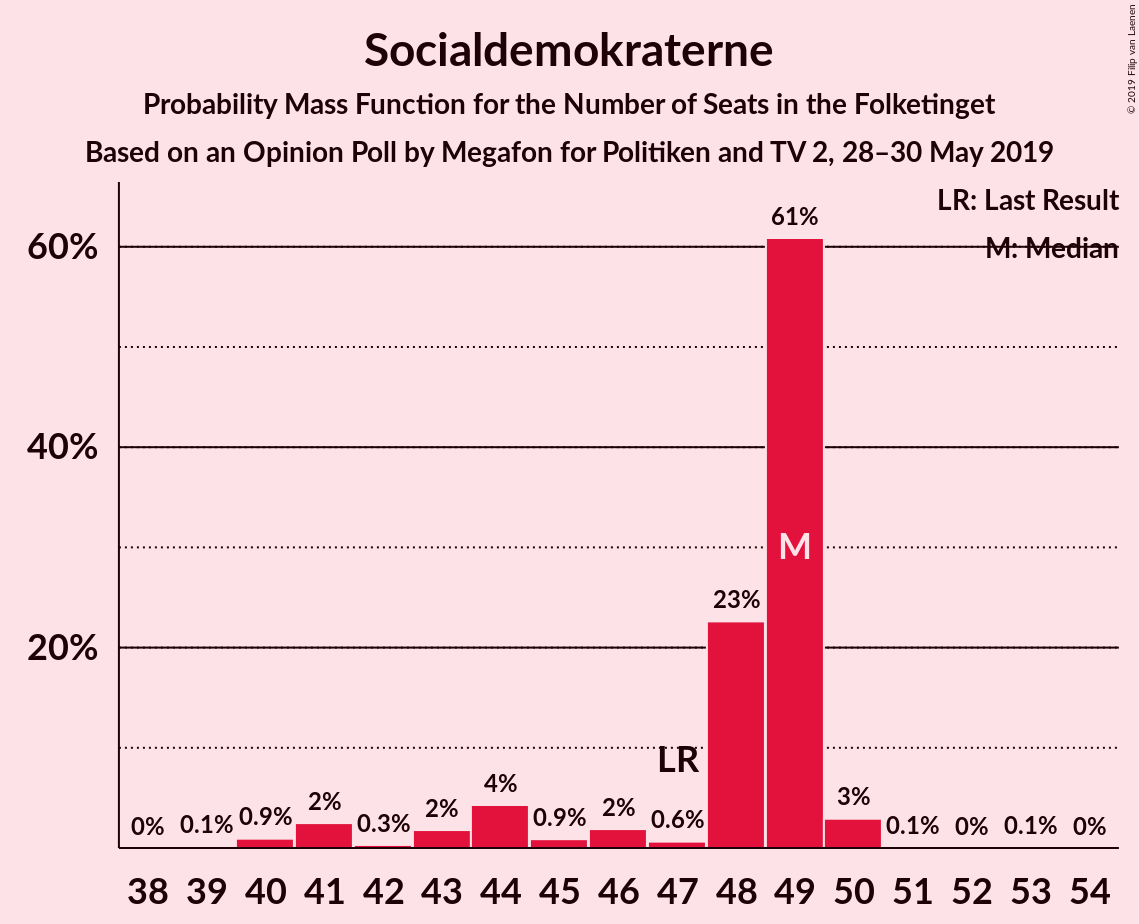 Socialdemokraterne
Probability Mass Function for the Number of Seats in the Folketinget
Based on an Opinion Poll by Megafon for Politiken and TV 2, 28–30 May 2019
© 2019 Filip van Laenen
LR: Last Result
M: Median
60%
40%
20%
0% 0.1% 0.9% 2% 0.3% 2% 4% 0.9% 2% 0.6% 23% 61% 3% 0.1% 0% 0.1% 0%
LR
M
38 39 40 41 42 43 44 45 46 47 48 49 50 51 52 53 54